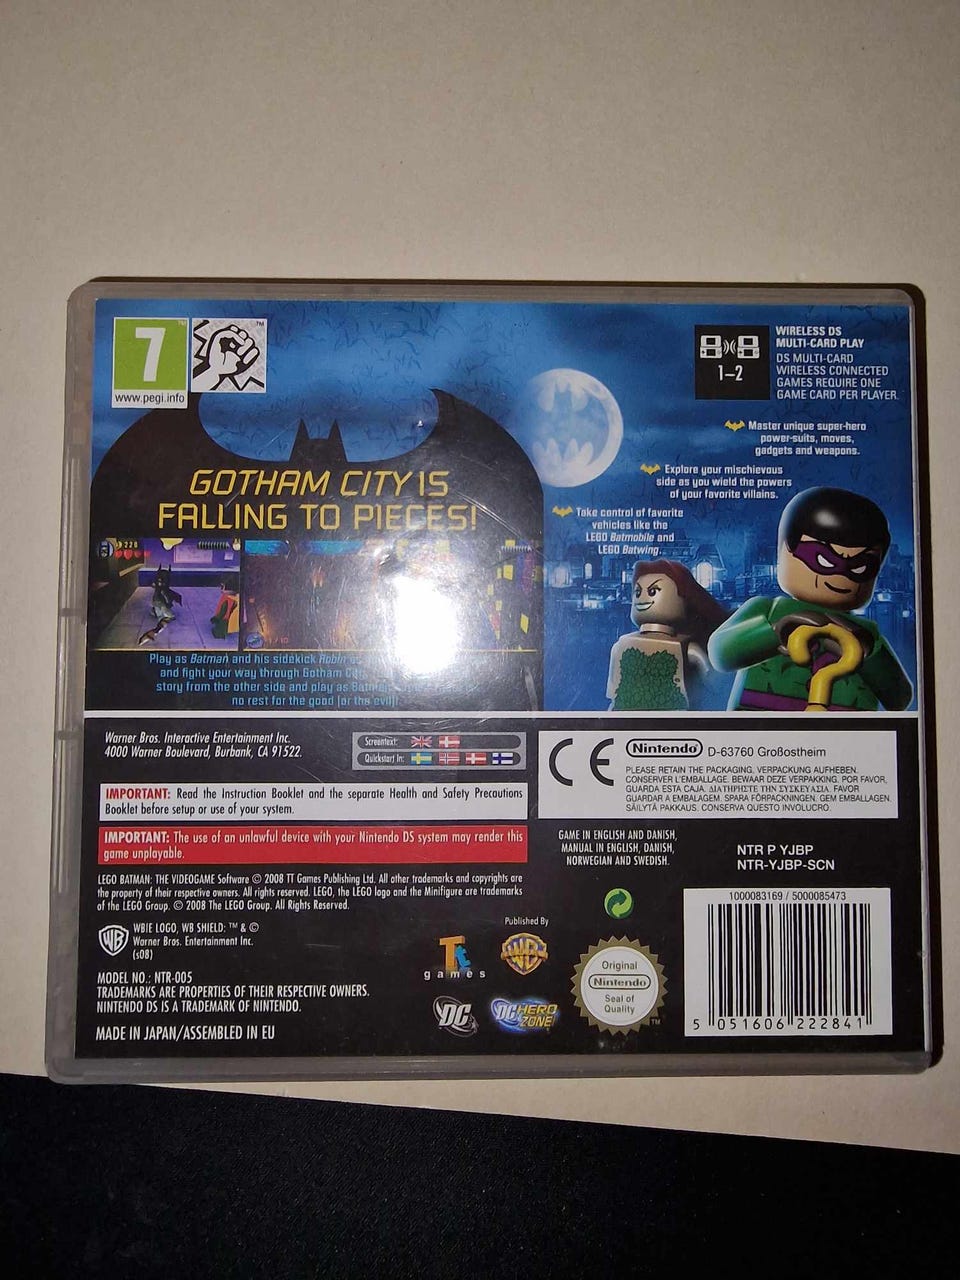 7
www.pegi.info
WIRELESS DS
MULTI-CARD PLAY
DS MULTI-CARD
WIRELESS CONNECTED
GAMES REQUIRE ONE
GAME CARD PER PLAYER.
1–2
Master unique super-hero
power-suits, moves,
gadgets and weapons.
Explore your mischievous
side as you wield the powers
of your favorite villains.
Take control of favorite
vehicles like the
LEGO Batmobile and
LEGO Batwing.
GOTHAM CITY IS
FALLING TO PIECES!
Play as Batman and his sidekick Robin
and fight your way through Gotham
story from the other side and play as
no rest for the good (or the evil)!
Warner Bros. Interactive Entertainment Inc.
4000 Warner Boulevard, Burbank, CA 91522.
Screentext:
Quickstart In:
CE
Nintendo D-63760 Großostheim
PLEASE RETAIN THE PACKAGING. VERPACKUNG AUFHEBEN.
CONSERVER L'EMBALLAGE. BEWAAR DEZE VERPAKKING. POR FAVOR,
GUARDA ESTA CAJA. ΔΙΑΤΗΡΗΣΤΕ ΤΗΝ ΣΥΣΚΕΥΑΣΙΑ. FAVOR
GUARDAR A EMBALAGEM. SPARA FÖRPACKNINGEN. GEM EMBALLAGEN.
SÄILYTÄ PAKKAUS. CONSERVA QUESTO INVOLUCRO.
IMPORTANT: Read the Instruction Booklet and the separate Health and Safety Precautions
Booklet before setup or use of your system.
IMPORTANT: The use of an unlawful device with your Nintendo DS system may render this
game unplayable.
GAME IN ENGLISH AND DANISH,
MANUAL IN ENGLISH, DANISH,
NORWEGIAN AND SWEDISH.
NTR P YJBP
NTR-YJBP-SCN
LEGO BATMAN: THE VIDEOGAME Software © 2008 TT Games Publishing Ltd. All other trademarks and copyrights are
the property of their respective owners. All rights reserved. LEGO, the LEGO logo and the Minifigure are trademarks
of the LEGO Group. © 2008 The LEGO Group. All Rights Reserved.
WB
WBIE LOGO, WB SHIELD: ™ & ©
Warner Bros. Entertainment Inc.
(s08)
Published By
games
WB
DC
DC HERO
ZONE!
Original
Nintendo
Seal of
Quality
TM
MODEL NO.: NTR-005
TRADEMARKS ARE PROPERTIES OF THEIR RESPECTIVE OWNERS.
NINTENDO DS IS A TRADEMARK OF NINTENDO.
MADE IN JAPAN/ASSEMBLED IN EU
1000083169 / 5000085473
5 051606 222841